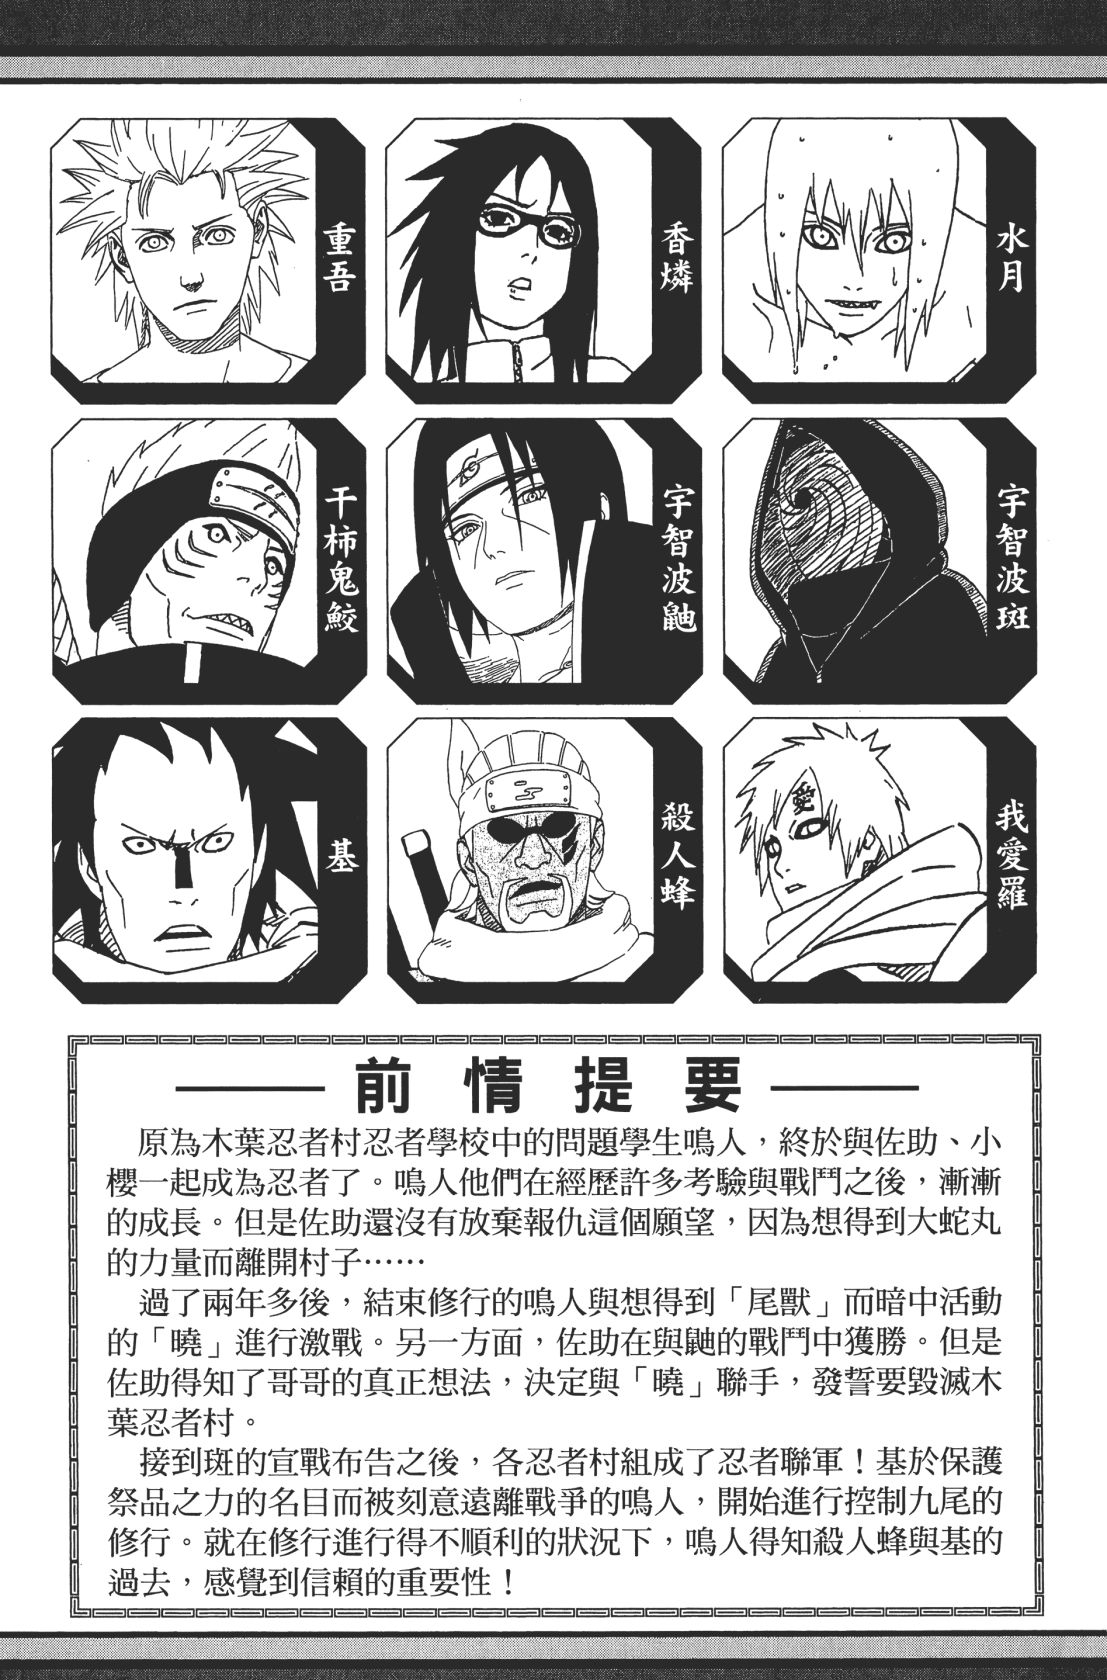 水月
香燐
重吾
宇智波斑
宇智波鼬
干柿鬼鮫
我愛羅
愛
殺人蜂
基
前情提要
原為木葉忍者村忍者學校中的問題學生鳴人，終於與佐助、小
櫻一起成為忍者了。鳴人他們在經歷許多考驗與戰鬥之後，漸漸
的成長。但是佐助還沒有放棄報仇這個願望，因為想得到大蛇丸
的力量而離開村子……
過了兩年多後，結束修行的鳴人與想得到「尾獸」而暗中活動
的「曉」進行激戰。另一方面，佐助在與鼬的戰鬥中獲勝。但是
佐助得知了哥哥的真正想法，決定與「曉」聯手，發誓要毀滅木
葉忍者村。
接到斑的宣戰布告之後，各忍者村組成了忍者聯軍！基於保護
祭品之力的名目而被刻意遠離戰爭的鳴人，開始進行控制九尾的
修行。就在修行進行得不順利的狀況下，鳴人得知殺人蜂與基的
過去，感覺到信賴的重要性！